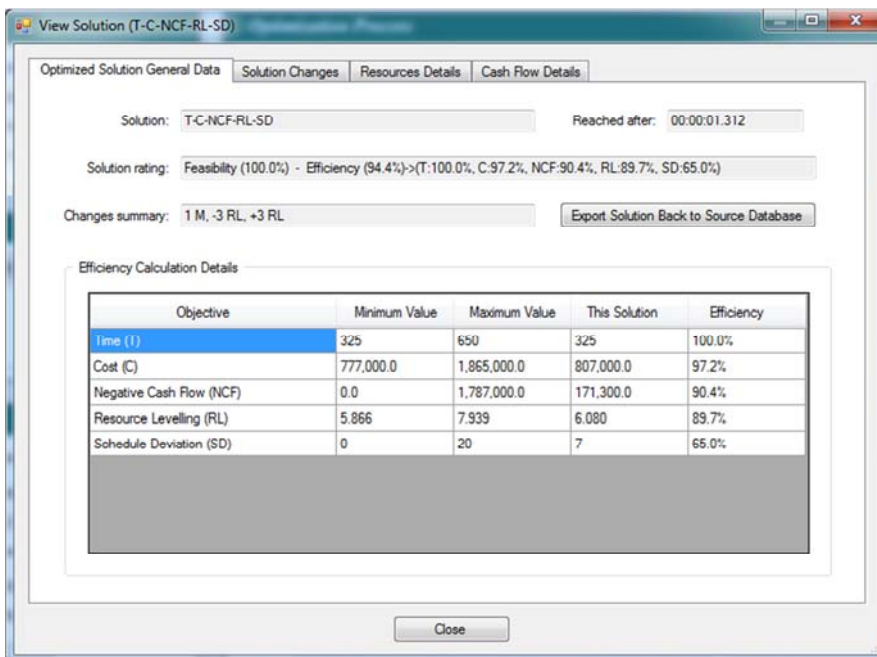 View Solution (T-C-NCF-RL-SD)
Optimized Solution General Data Solution Changes Resources Details Cash Flow Details
Solution: T-C-NCF-RL-SD Reached after: 00:00:01.312
Solution rating: Feasibility (100.0%) - Efficiency (94.4%)->(T:100.0%, C:97.2%, NCF:90.4%, RL:89.7%, SD:65.0%)
Changes summary: 1 M, -3 RL, +3 RL Export Solution Back to Source Database
Efficiency Calculation Details
Objective Minimum Value Maximum Value This Solution Efficiency
Time (T) 325 650 325 100.0%
Cost (C) 777,000.0 1,865,000.0 807,000.0 97.2%
Negative Cash Flow (NCF) 0.0 1,787,000.0 171,300.0 90.4%
Resource Levelling (RL) 5.866 7.939 6.080 89.7%
Schedule Deviation (SD) 0 20 7 65.0%
Close